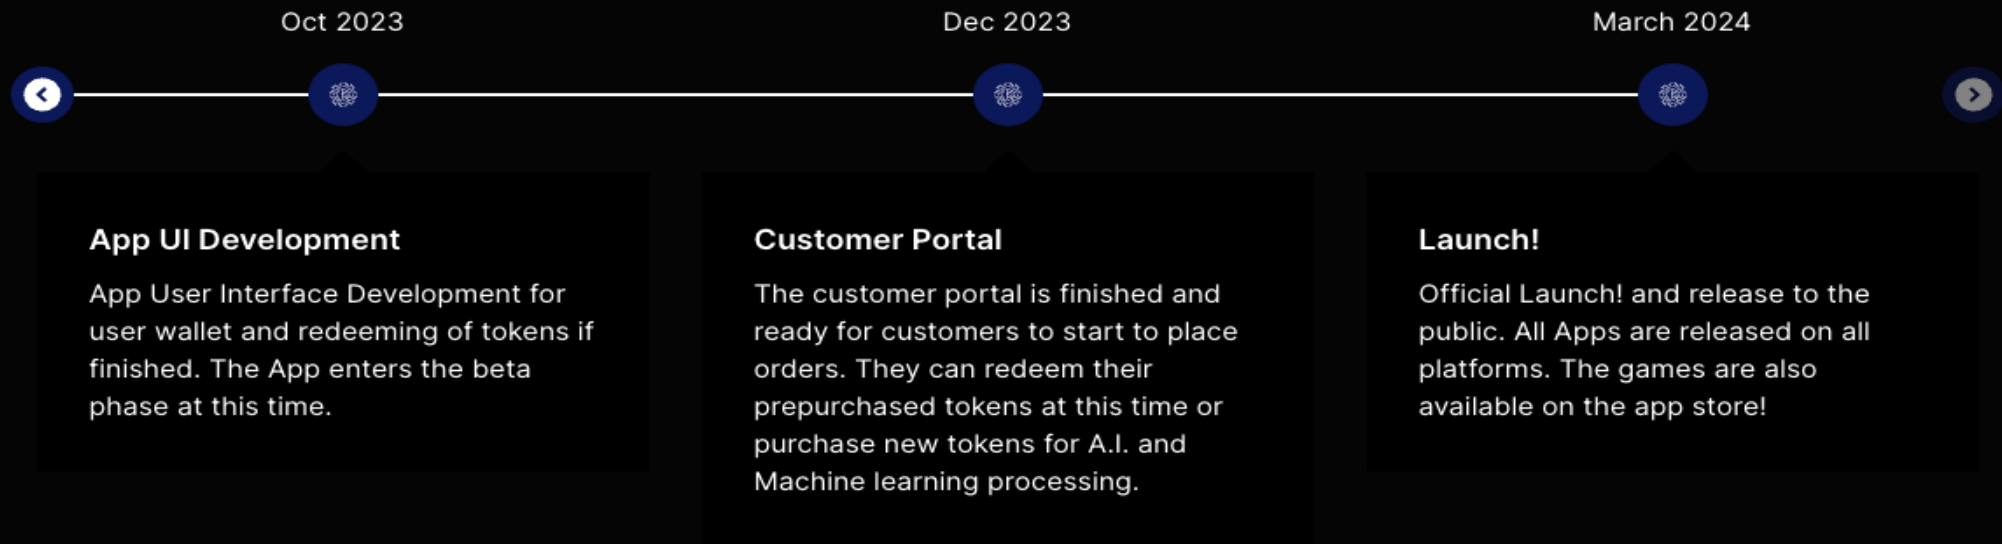 Oct 2023
Dec 2023
March 2024
App UI Development
App User Interface Development for
user wallet and redeeming of tokens if
finished. The App enters the beta
phase at this time.
Customer Portal
The customer portal is finished and
ready for customers to start to place
orders. They can redeem their
prepurchased tokens at this time or
purchase new tokens for A.I. and
Machine learning processing.
Launch!
Official Launch! and release to the
public. All Apps are released on all
platforms. The games are also
available on the app store!